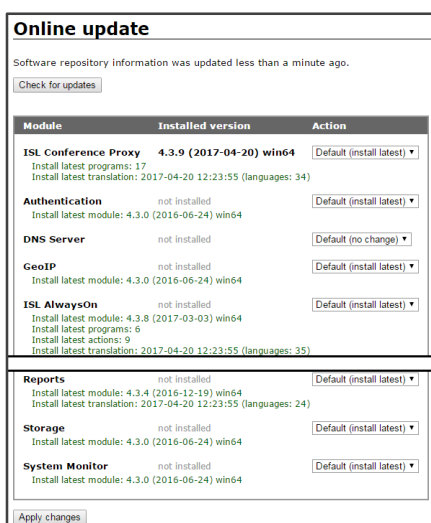 Online update
Software repository information was updated less than a minute ago.
Check for updates
Module Installed version Action
ISL Conference Proxy 4.3.9 (2017-04-20) win64 Default (install latest)
Install latest programs: 17
Install latest translation: 2017-04-20 12:23:55 (languages: 34)
Authentication not installed Default (install latest)
Install latest module: 4.3.0 (2016-06-24) win64
DNS Server not installed Default (no change)
GeoIP not installed Default (install latest)
Install latest module: 4.3.0 (2016-06-24) win64
ISL AlwaysOn not installed Default (install latest)
Install latest module: 4.3.8 (2017-03-03) win64
Install latest programs: 6
Install latest actions: 9
Install latest translation: 2017-04-20 12:23:55 (languages: 35)
Reports not installed Default (install latest)
Install latest module: 4.3.4 (2016-12-19) win64
Install latest translation: 2017-04-20 12:23:55 (languages: 24)
Storage not installed Default (install latest)
Install latest module: 4.3.0 (2016-06-24) win64
System Monitor not installed Default (install latest)
Install latest module: 4.3.0 (2016-06-24) win64
Apply changes